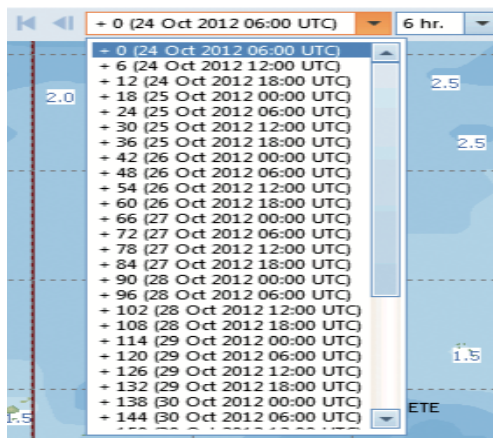 + 0 (24 Oct 2012 06:00 UTC) 6 hr.
+ 0 (24 Oct 2012 06:00 UTC)
+ 6 (24 Oct 2012 12:00 UTC)
+ 12 (24 Oct 2012 18:00 UTC)
+ 18 (25 Oct 2012 00:00 UTC)
+ 24 (25 Oct 2012 06:00 UTC)
+ 30 (25 Oct 2012 12:00 UTC)
+ 36 (25 Oct 2012 18:00 UTC)
+ 42 (26 Oct 2012 00:00 UTC)
+ 48 (26 Oct 2012 06:00 UTC)
+ 54 (26 Oct 2012 12:00 UTC)
+ 60 (26 Oct 2012 18:00 UTC)
+ 66 (27 Oct 2012 00:00 UTC)
+ 72 (27 Oct 2012 06:00 UTC)
+ 78 (27 Oct 2012 12:00 UTC)
+ 84 (27 Oct 2012 18:00 UTC)
+ 90 (28 Oct 2012 00:00 UTC)
+ 96 (28 Oct 2012 06:00 UTC)
+ 102 (28 Oct 2012 12:00 UTC)
+ 108 (28 Oct 2012 18:00 UTC)
+ 114 (29 Oct 2012 00:00 UTC)
+ 120 (29 Oct 2012 06:00 UTC)
+ 126 (29 Oct 2012 12:00 UTC)
+ 132 (29 Oct 2012 18:00 UTC)
+ 138 (30 Oct 2012 00:00 UTC)
+ 144 (30 Oct 2012 06:00 UTC)
2.0
2.5
2.5
1.5
1.5
ETE